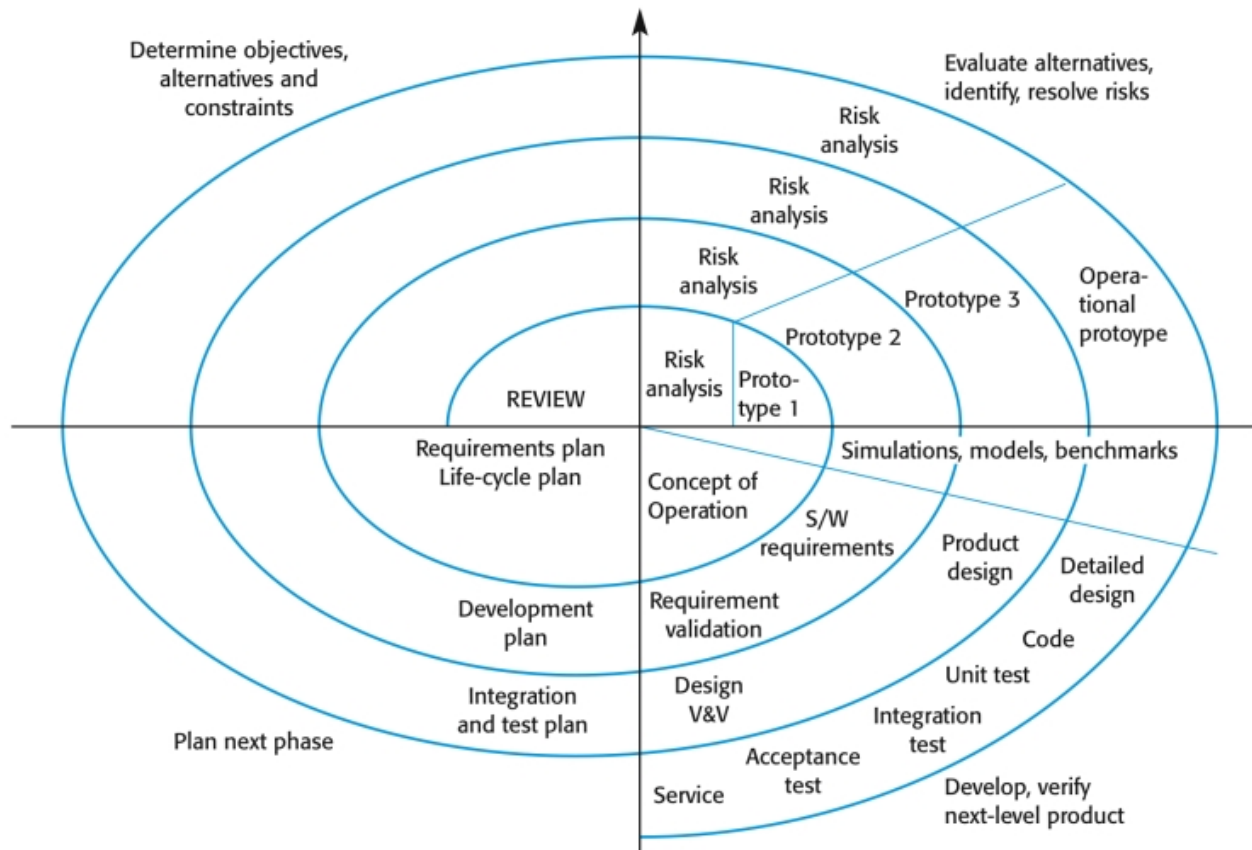 Determine objectives,
alternatives and
constraints
Evaluate alternatives,
identify, resolve risks
Risk
analysis
Risk
analysis
Risk
analysis
Risk
analysis
Proto-
type 1
Prototype 2
Prototype 3
Opera-
tional
protoype
REVIEW
Requirements plan
Life-cycle plan
Simulations, models, benchmarks
Concept of
Operation
S/W
requirements
Product
design
Detailed
design
Development
plan
Requirement
validation
Code
Unit test
Integration
and test plan
Design
V&V
Integration
test
Plan next phase
Acceptance
test
Service
Develop, verify
next-level product